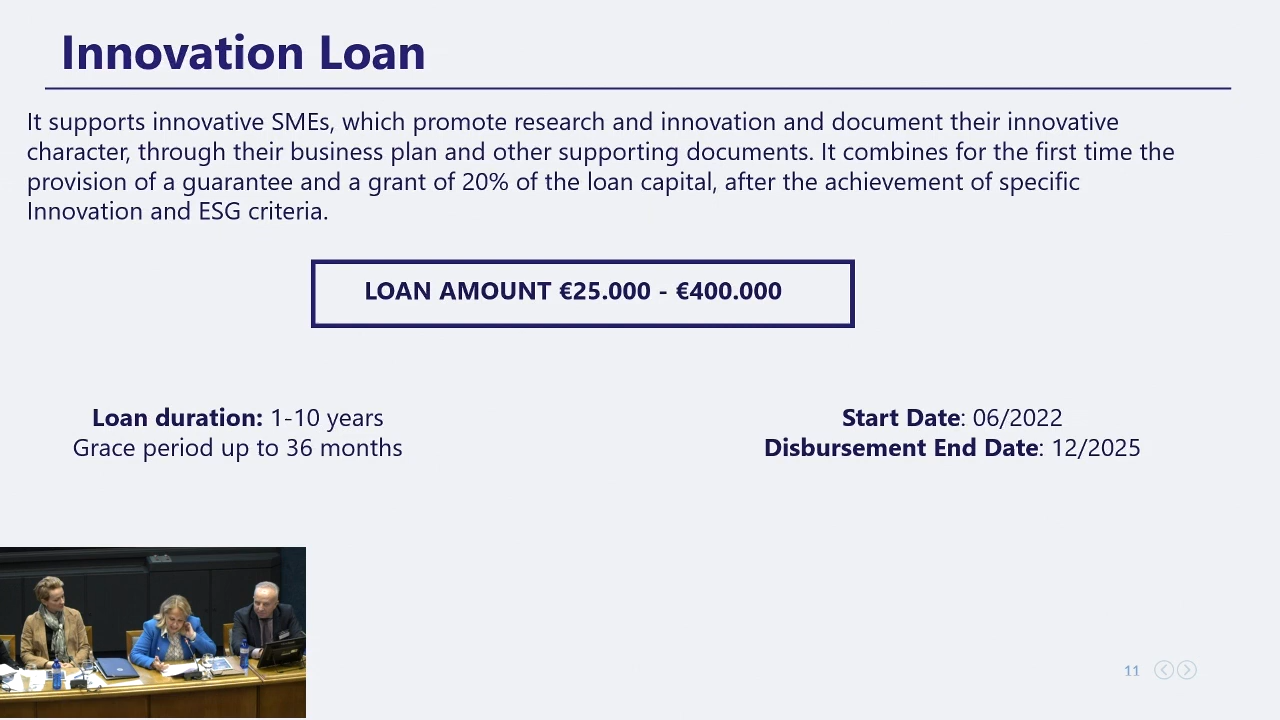 Innovation Loan
It supports innovative SMEs, which promote research and innovation and document their innovative
character, through their business plan and other supporting documents. It combines for the first time the
provision of a guarantee and a grant of 20% of the loan capital, after the achievement of specific
Innovation and ESG criteria.
LOAN AMOUNT €25.000 - €400.000
Loan duration: 1-10 years
Grace period up to 36 months
Start Date: 06/2022
Disbursement End Date: 12/2025
11